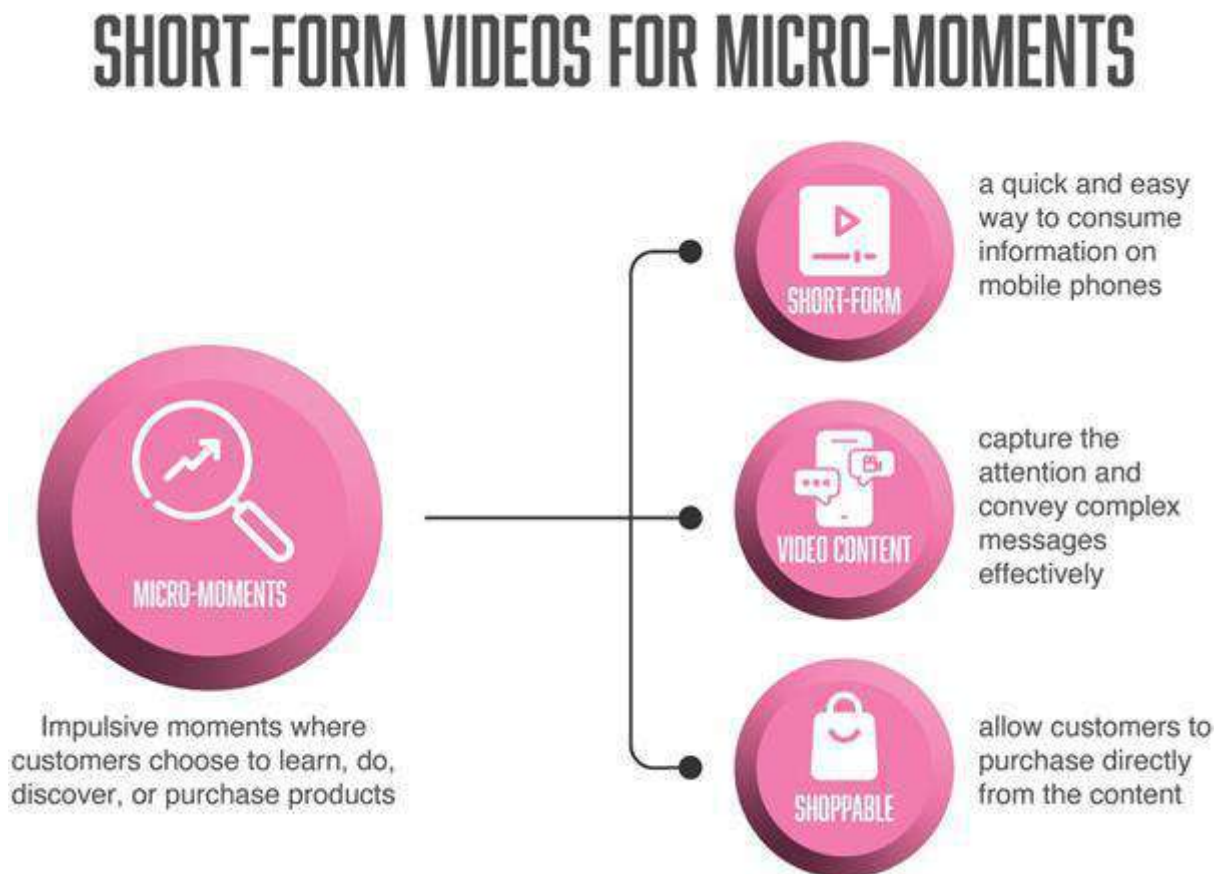 SHORT-FORM VIDEOS FOR MICRO-MOMENTS
MICRO-MOMENTS
Impulsive moments where
customers choose to learn, do,
discover, or purchase products
SHORT-FORM
a quick and easy
way to consume
information on
mobile phones
VIDEO CONTENT
capture the
attention and
convey complex
messages
effectively
SHOPPABLE
allow customers to
purchase directly
from the content